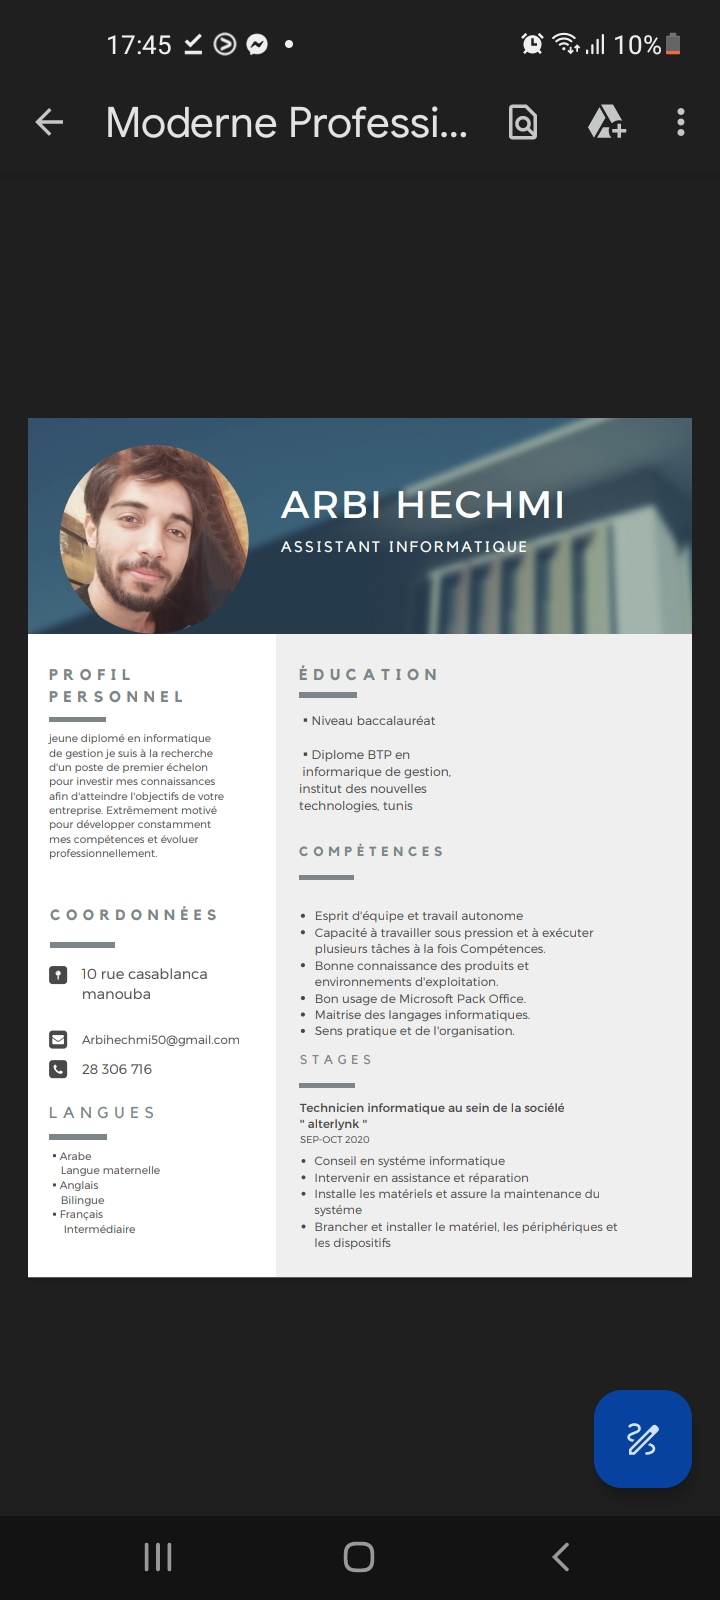 17:45
10%
Moderne Professi...
ARBI HECHMI
ASSISTANT INFORMATIQUE
PROFIL
PERSONNEL
jeune diplomé en informatique
de gestion je suis à la recherche
d'un poste de premier échelon
pour investir mes connaissances
afin d'atteindre l'objectifs de votre
entreprise. Extrêmement motivé
pour développer constamment
mes compétences et évoluer
professionnellement.
COORDONNÉES
10 rue casablanca
manouba
Arbihechmi50@gmail.com
28 306 716
LANGUES
▪ Arabe
Langue maternelle
▪ Anglais
Bilingue
▪ Français
Intermédiaire
ÉDUCATION
▪ Niveau baccalauréat
▪ Diplome BTP en
informarique de gestion,
institut des nouvelles
technologies, tunis
COMPÉTENCES
• Esprit d'équipe et travail autonome
• Capacité à travailler sous pression et à exécuter
plusieurs tâches à la fois Compétences.
• Bonne connaissance des produits et
environnements d'exploitation.
• Bon usage de Microsoft Pack Office.
• Maitrise des langages informatiques.
• Sens pratique et de l'organisation.
STAGES
Technicien informatique au sein de la sociélé
" alterlynk "
SEP-OCT 2020
• Conseil en systéme informatique
• Intervenir en assistance et réparation
• Installe les matériels et assure la maintenance du
systéme
• Brancher et installer le matériel, les périphériques et
les dispositifs